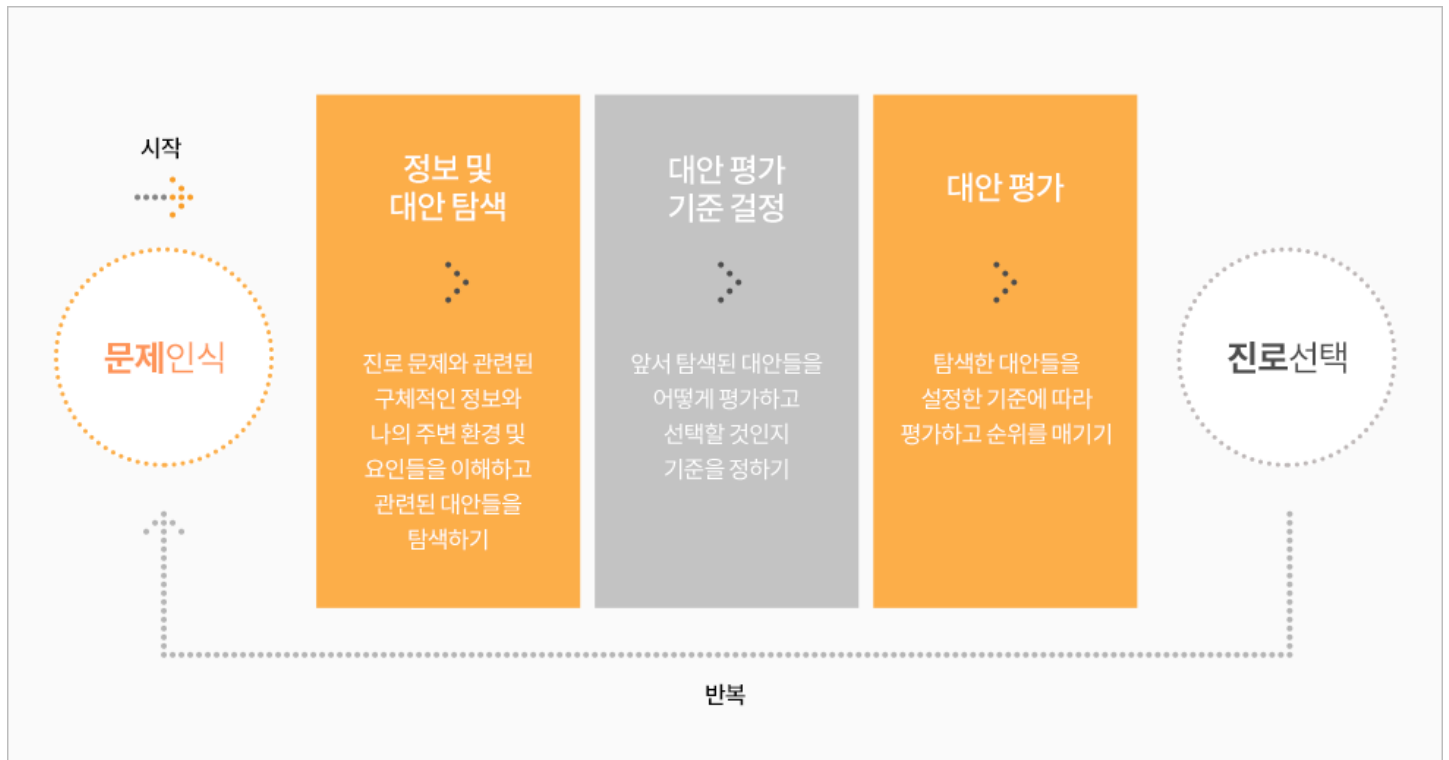 시작
문제인식
정보 및
대안 탐색
진로 문제와 관련된
구체적인 정보와
나의 주변 환경 및
요인들을 이해하고
관련된 대안들을
탐색하기
대안 평가
기준 걸정
앞서 탐색된 대안들을
어떻게 평가하고
선택할 것인지
기준을 정하기
대안 평가
탐색한 대안들을
설정한 기준에 따라
평가하고 순위를 매기기
진로선택
반복